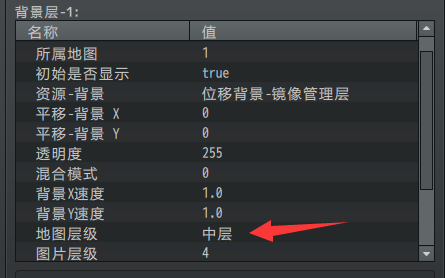 背景层-1:
名称 值
所属地图 1
初始是否显示 true
资源-背景 位移背景-镜像管理层
平移-背景 X 0
平移-背景 Y 0
透明度 255
混合模式 0
背景X速度 1.0
背景Y速度 1.0
地图层级 中层
图片层级 4